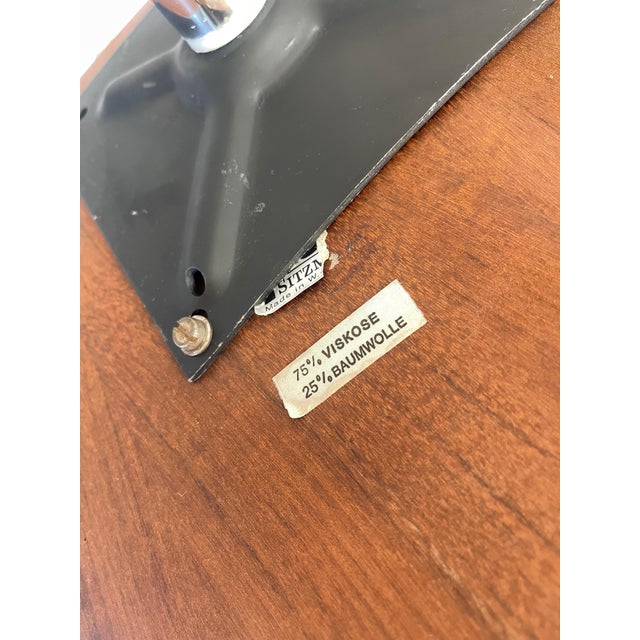 SITZM
Made in W.
75% VISKOSE
25% BAUMWOLLE